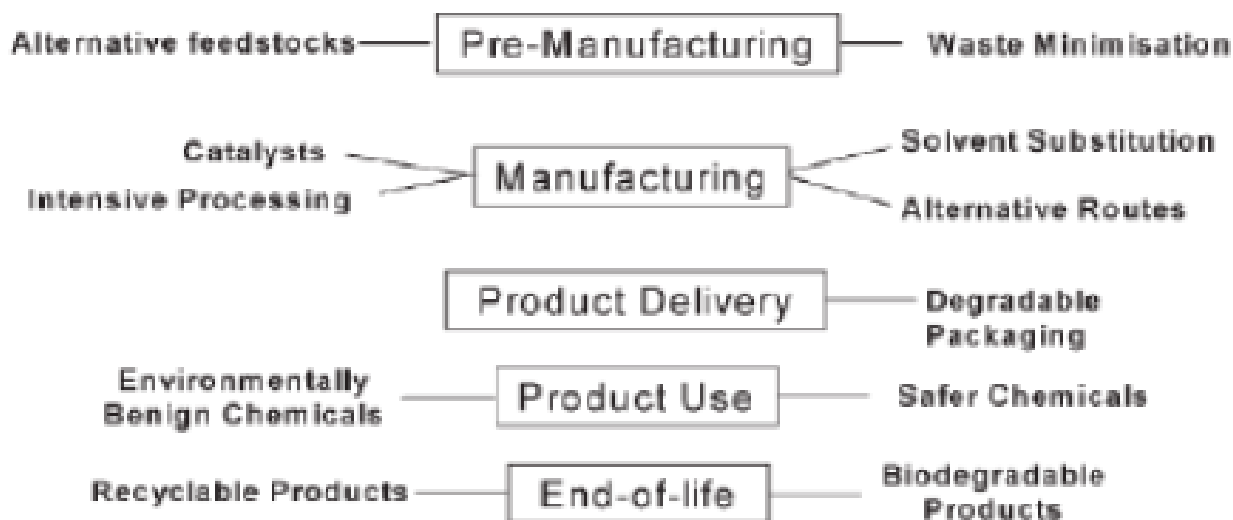 Alternative feedstocks
Pre-Manufacturing
Waste Minimisation
Catalysts
Intensive Processing
Manufacturing
Solvent Substitution
Alternative Routes
Product Delivery
Degradable
Packaging
Environmentally
Benign Chemicals
Product Use
Safer Chemicals
Recyclable Products
End-of-life
Biodegradable
Products